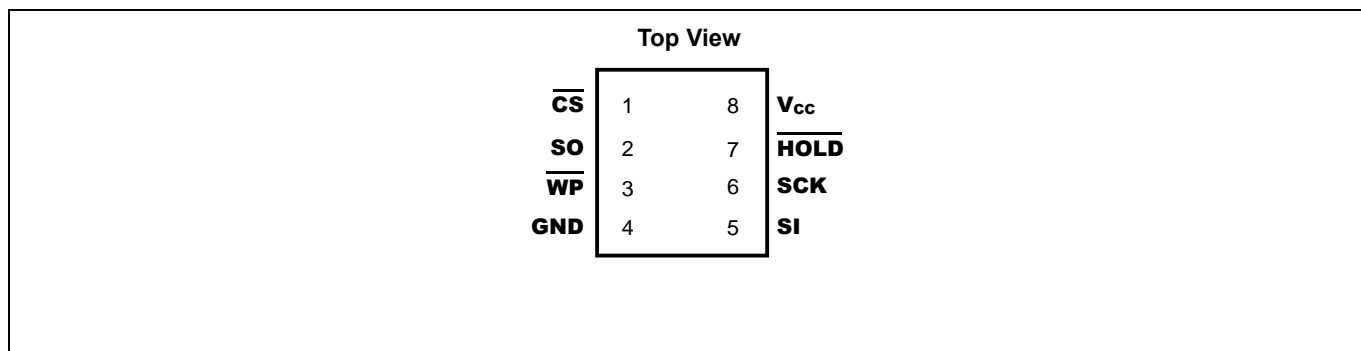 Top View
CS 1 8 Vcc
SO 2 7 HOLD
WP 3 6 SCK
GND 4 5 SI